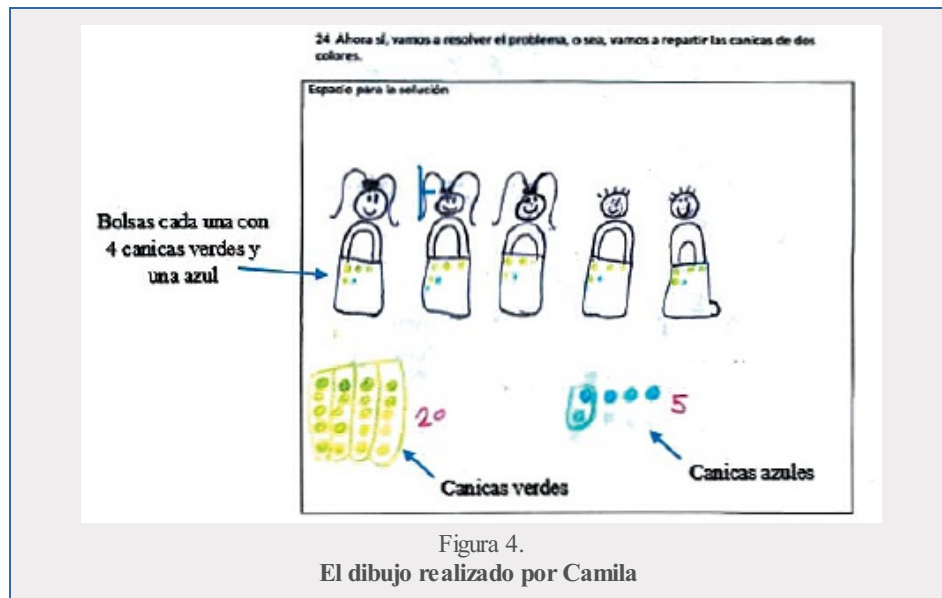 24 Ahora sí, vamos a resolver el problema, o sea, vamos a repartir las canicas de dos
colores.
Espacio para la solución
Bolsas cada una con
4 canicas verdes y
una azul
20
5
Canicas verdes
Canicas azules
Figura 4.
El dibujo realizado por Camila